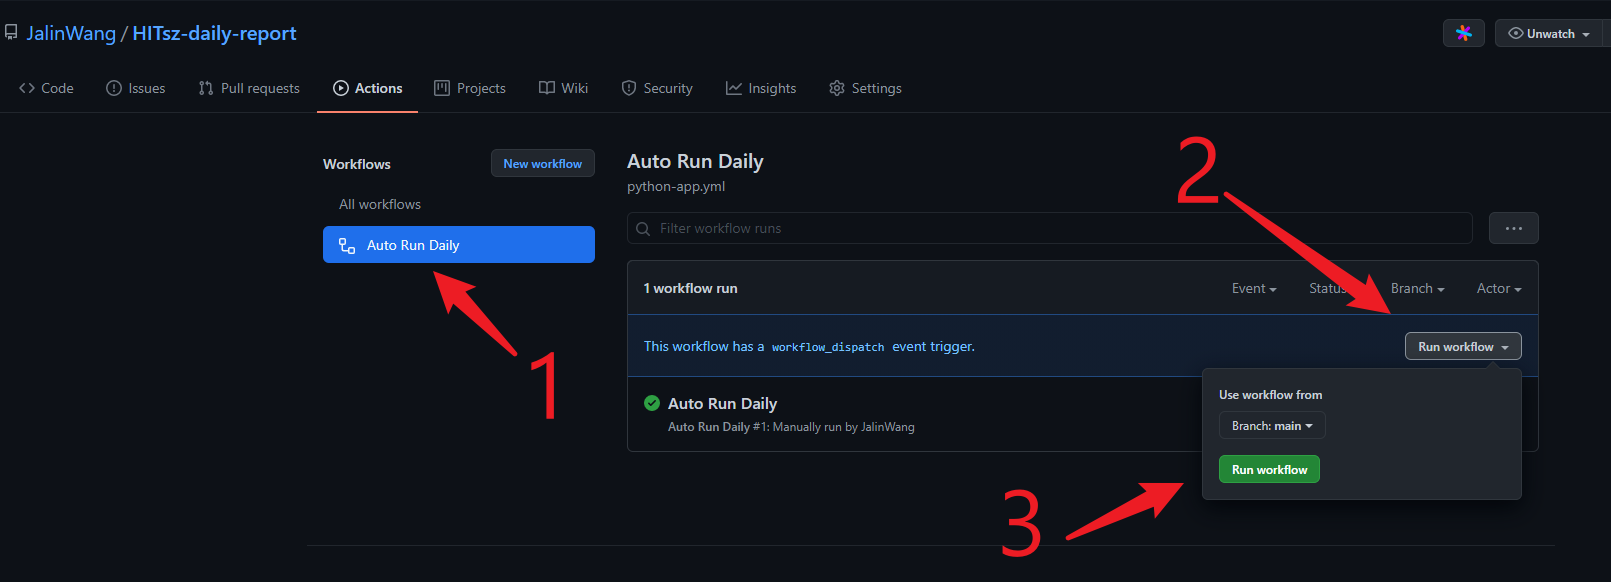 JalinWang / HITsz-daily-report
Unwatch
Code Issues Pull requests Actions Projects Wiki Security Insights Settings
Workflows
New workflow
All workflows
Auto Run Daily
Auto Run Daily
python-app.yml
Filter workflow runs
...
1 workflow run
Event Status Branch Actor
This workflow has a workflow_dispatch event trigger.
Run workflow
Use workflow from
Branch: main
Run workflow
Auto Run Daily
Auto Run Daily #1: Manually run by JalinWang
1
2
3